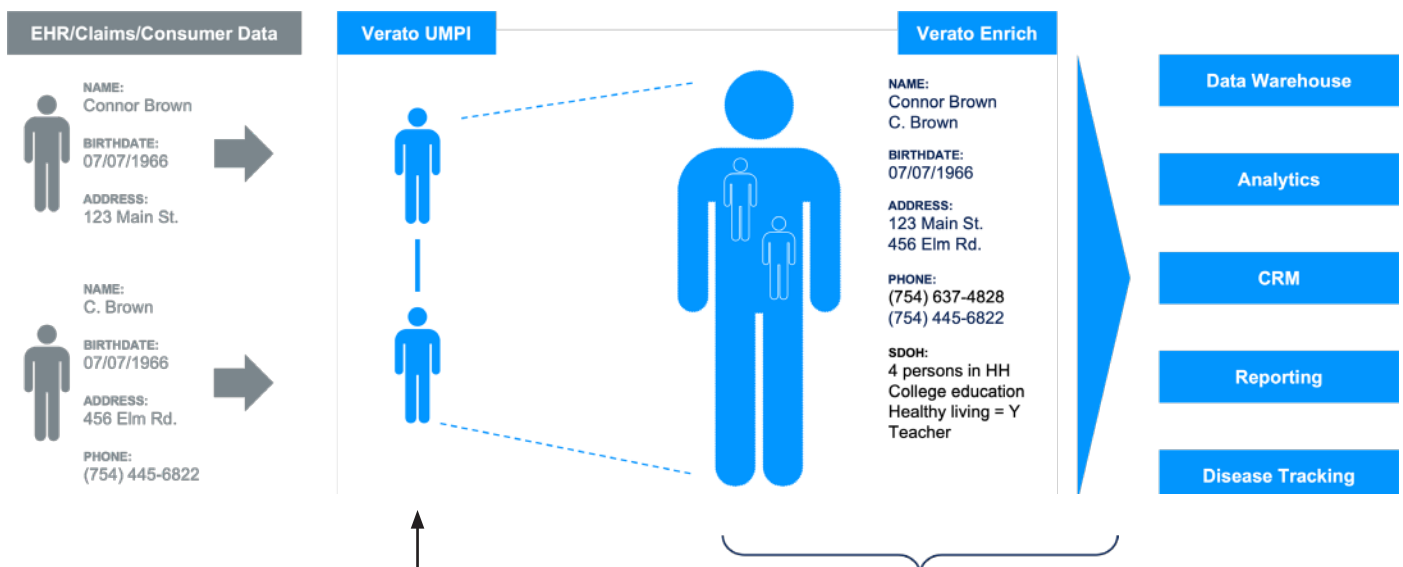 EHR/Claims/Consumer Data
NAME:
Connor Brown
BIRTHDATE:
07/07/1966
ADDRESS:
123 Main St.
NAME:
C. Brown
BIRTHDATE:
07/07/1966
ADDRESS:
456 Elm Rd.
PHONE:
(754) 445-6822
Verato UMPI
Verato Enrich
NAME:
Connor Brown
C. Brown
BIRTHDATE:
07/07/1966
ADDRESS:
123 Main St.
456 Elm Rd.
PHONE:
(754) 637-4828
(754) 445-6822
SDOH:
4 persons in HH
College education
Healthy living = Y
Teacher
Data Warehouse
Analytics
CRM
Reporting
Disease Tracking